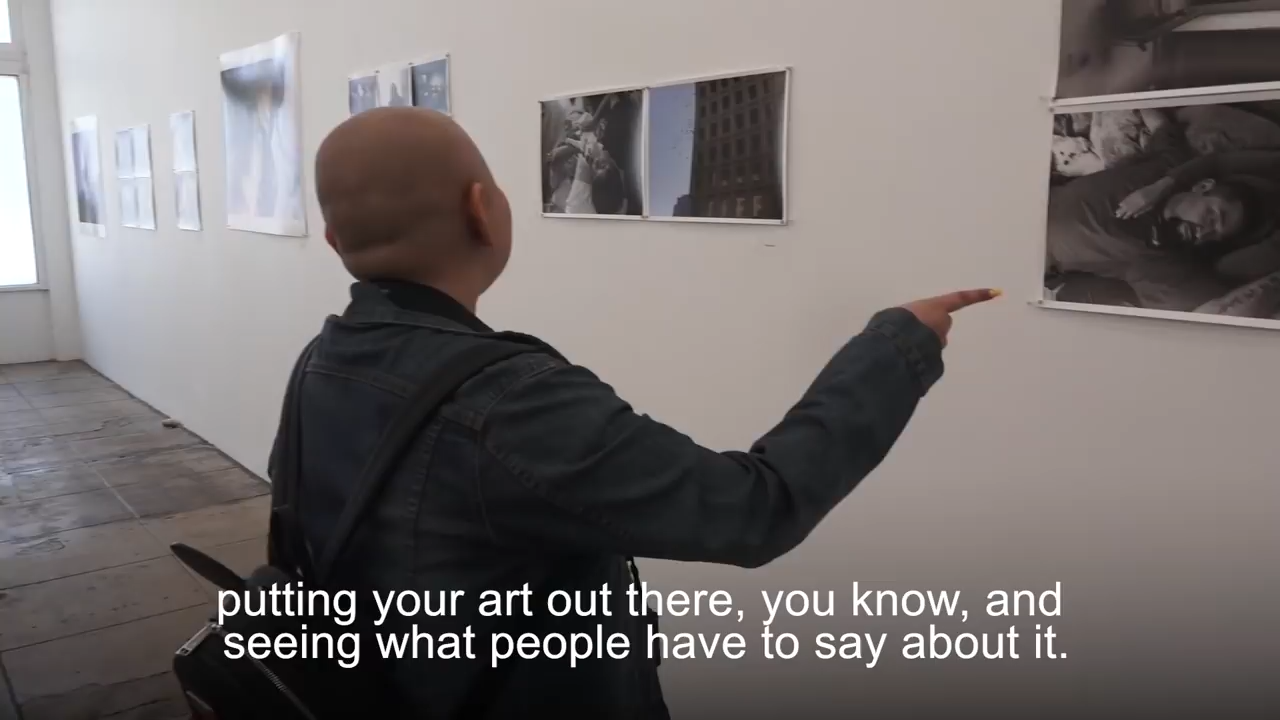 putting your art out there, you know, and
seeing what people have to say about it.